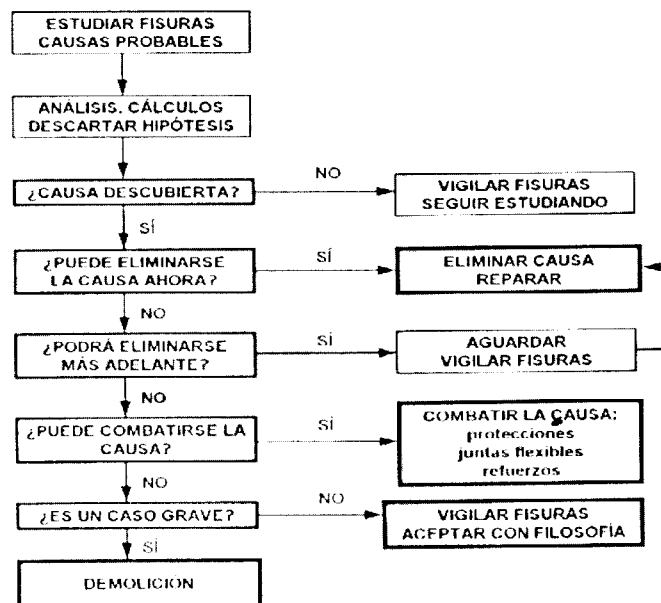 ESTUDIAR FISURAS
CAUSAS PROBABLES
ANÁLISIS. CÁLCULOS
DESCARTAR HIPÓTESIS
¿CAUSA DESCUBIERTA?
NO
VIGILAR FISURAS
SEGUIR ESTUDIANDO
SÍ
¿PUEDE ELIMINARSE
LA CAUSA AHORA?
SÍ
ELIMINAR CAUSA
REPARAR
NO
¿PODRÁ ELIMINARSE
MÁS ADELANTE?
SÍ
AGUARDAR
VIGILAR FISURAS
NO
¿PUEDE COMBATIRSE LA
CAUSA?
SÍ
COMBATIR LA CAUSA:
protecciones
juntas flexibles
refuerzos
NO
¿ES UN CASO GRAVE?
NO
VIGILAR FISURAS
ACEPTAR CON FILOSOFÍA
SÍ
DEMOLICION